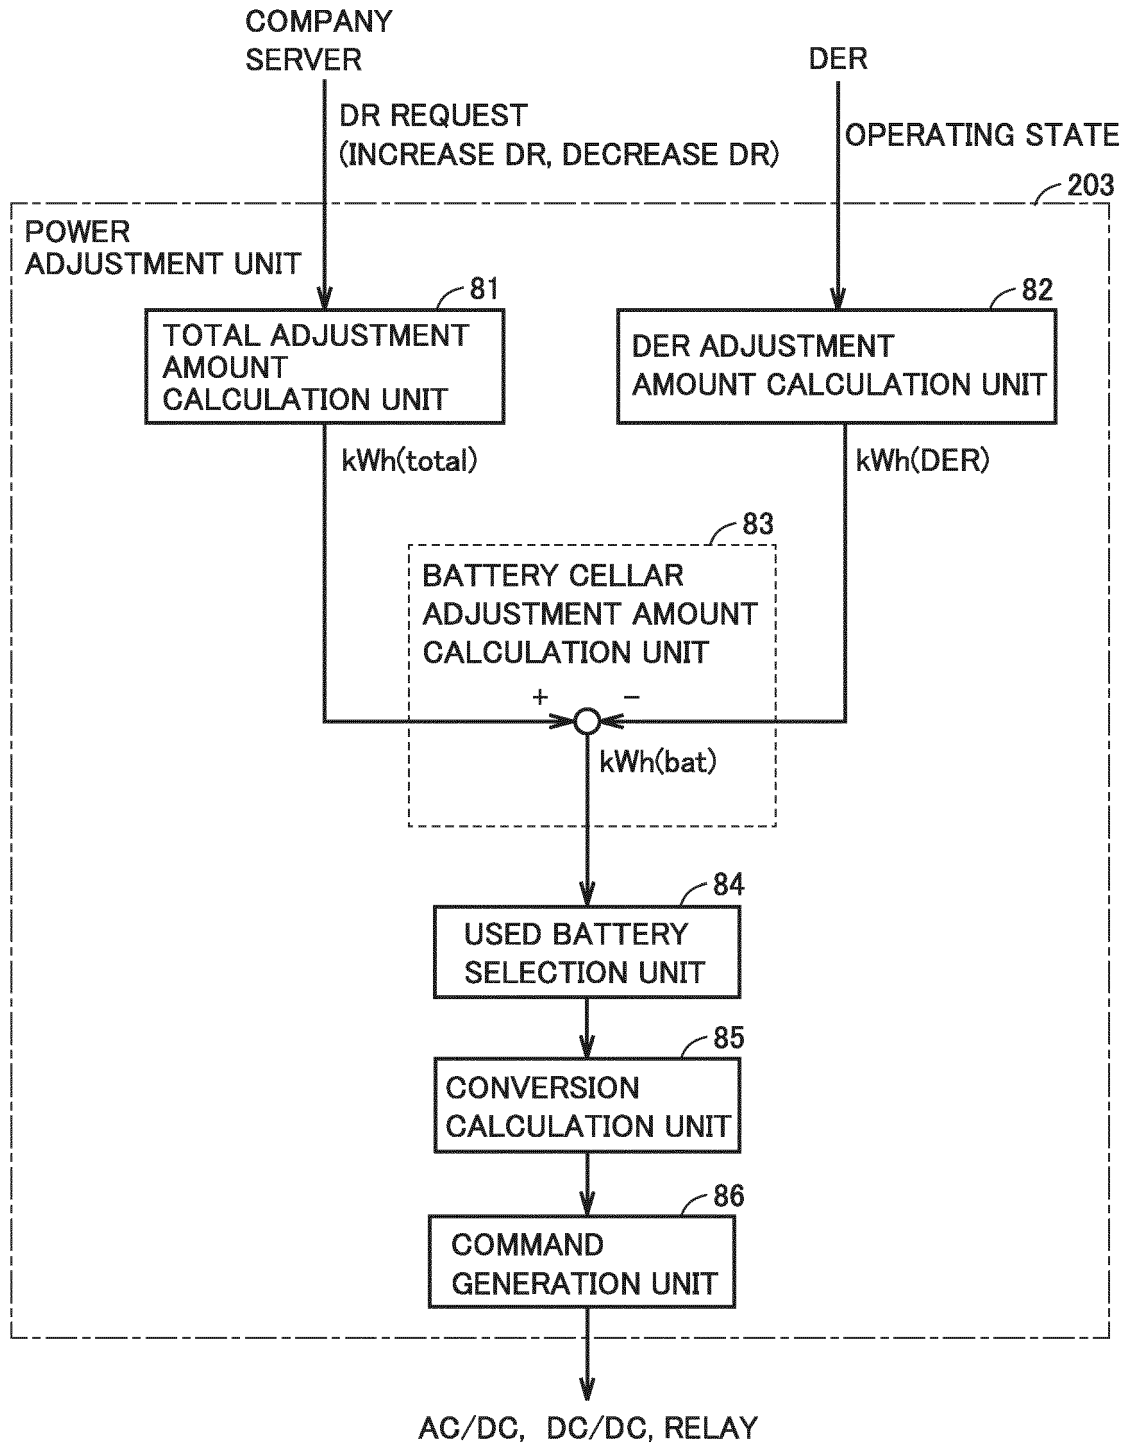 COMPANY
SERVER
DER
DR REQUEST
(INCREASE DR, DECREASE DR)
OPERATING STATE
203
POWER
ADJUSTMENT UNIT
81
TOTAL ADJUSTMENT
AMOUNT
CALCULATION UNIT
82
DER ADJUSTMENT
AMOUNT CALCULATION UNIT
kWh(total)
kWh(DER)
83
BATTERY CELLAR
ADJUSTMENT AMOUNT
CALCULATION UNIT
+ −
kWh(bat)
84
USED BATTERY
SELECTION UNIT
85
CONVERSION
CALCULATION UNIT
86
COMMAND
GENERATION UNIT
AC/DC, DC/DC, RELAY